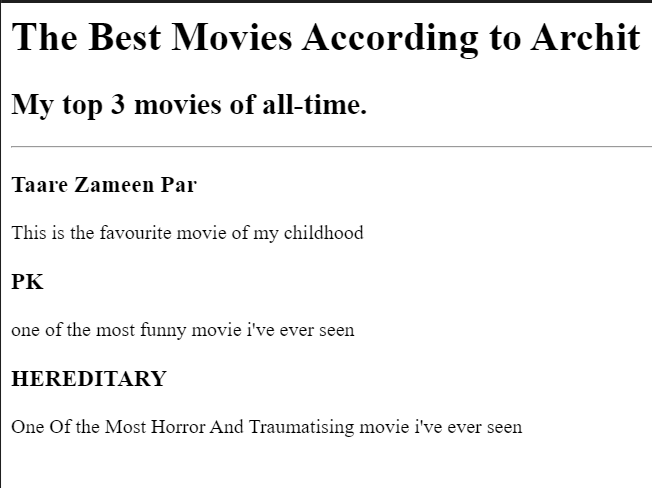 The Best Movies According to Archit
My top 3 movies of all-time.
Taare Zameen Par
This is the favourite movie of my childhood
PK
one of the most funny movie i've ever seen
HEREDITARY
One Of the Most Horror And Traumatising movie i've ever seen